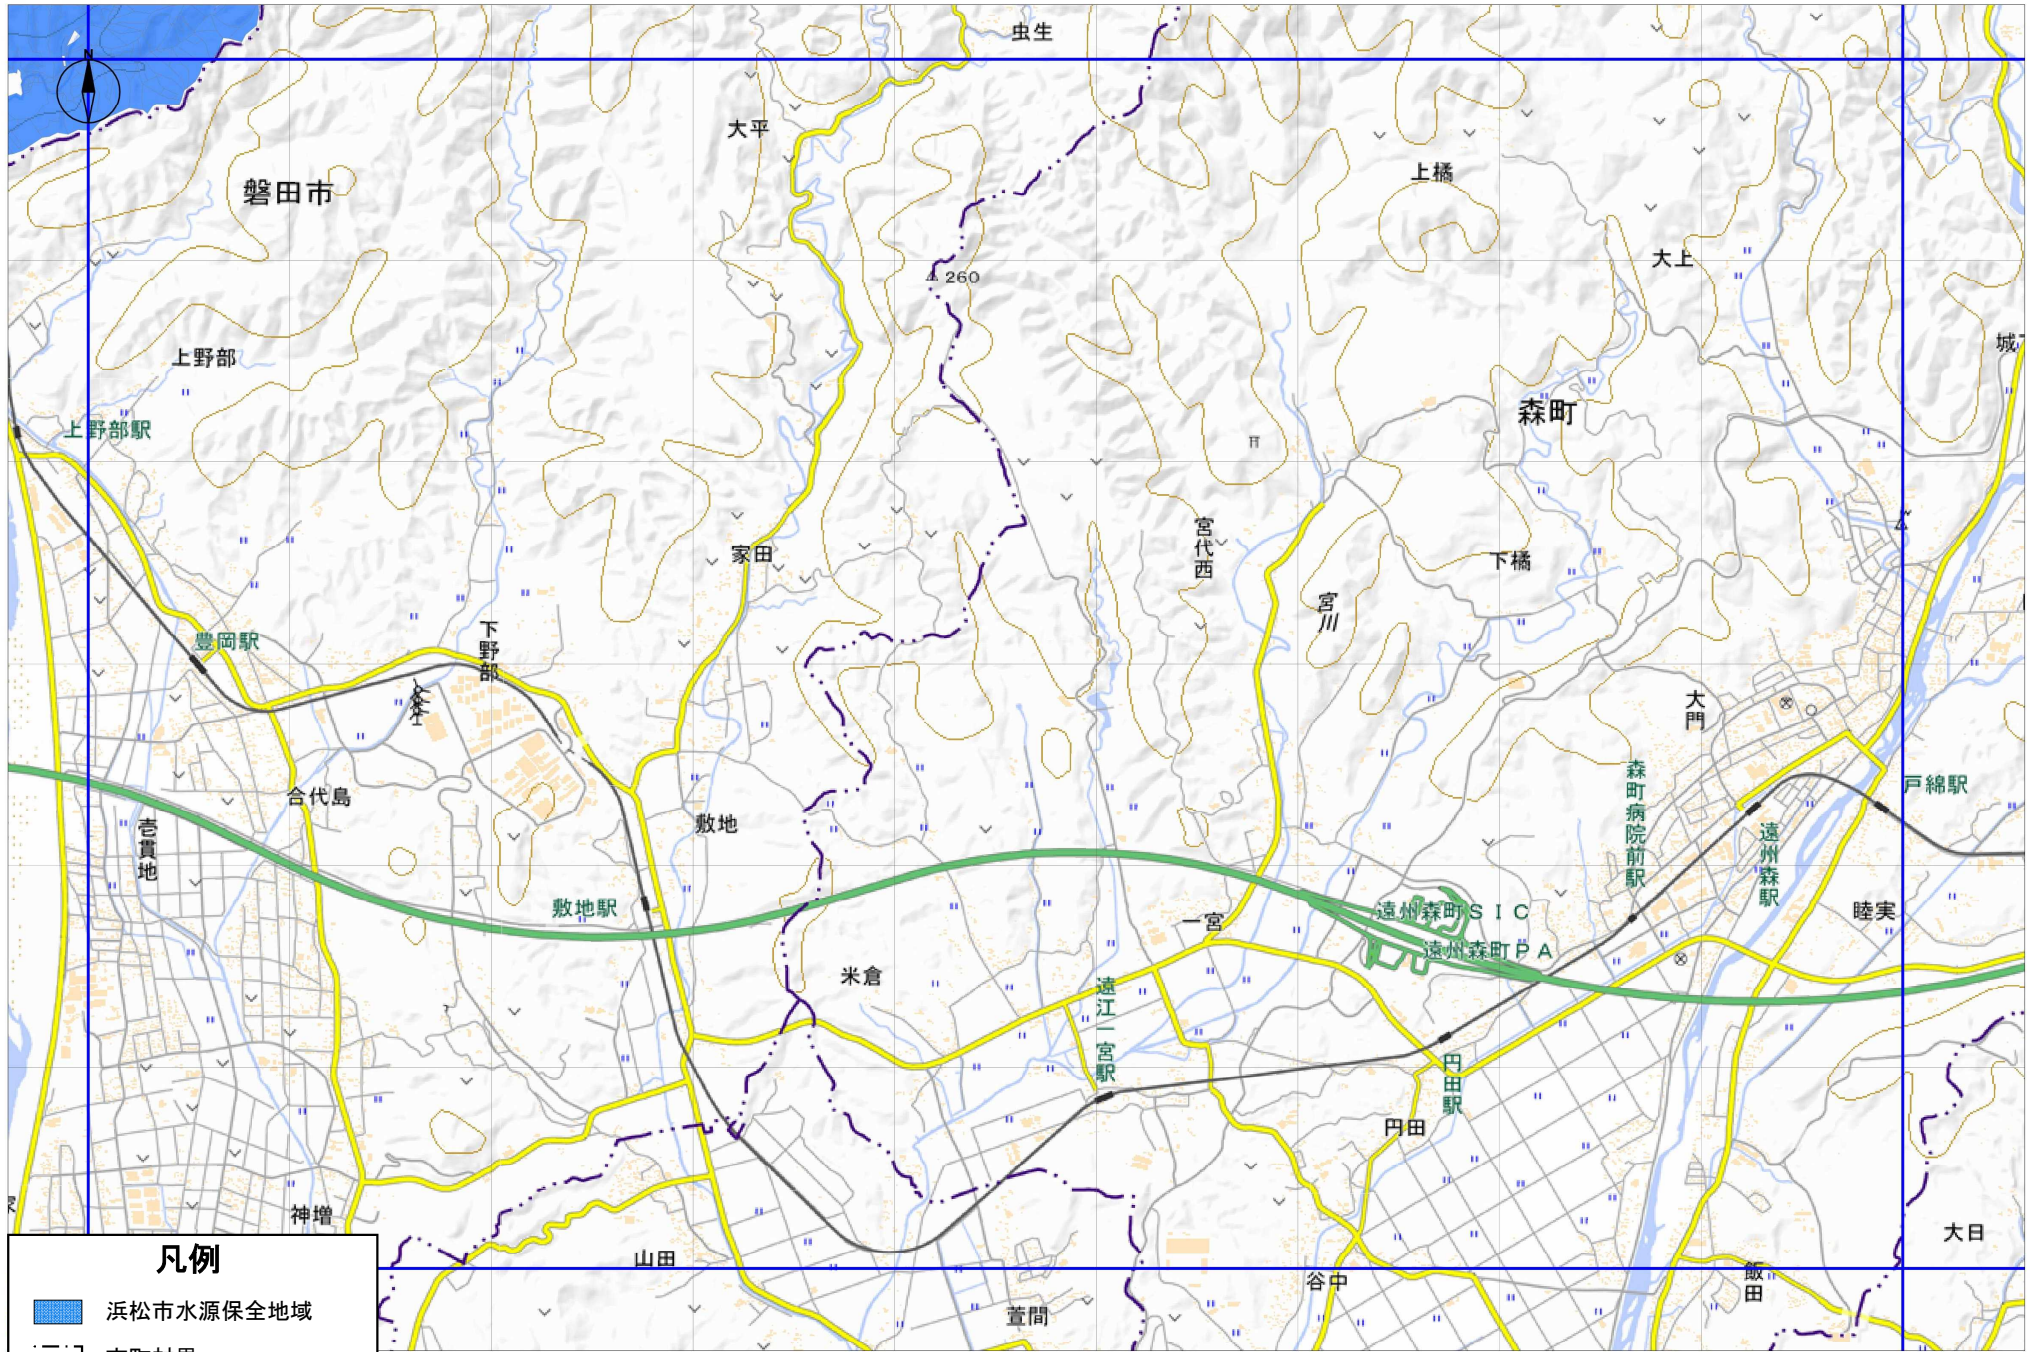 虫生
N
大平
磐田市
上橘
大上
260
上野部
城下
上野部駅
森町
宮代西
家田
下橘
宮川
豊岡駅
下野部
大門
森町病院前駅
戸綿駅
合代島
壱貫地
敷地
遠州森駅
敷地駅
一宮
遠州森町SIC
睦実
遠州森町PA
米倉
遠江一宮駅
円田駅
円田
神増
大日
山田
谷中
飯田
萱間
凡例
浜松市水源保全地域